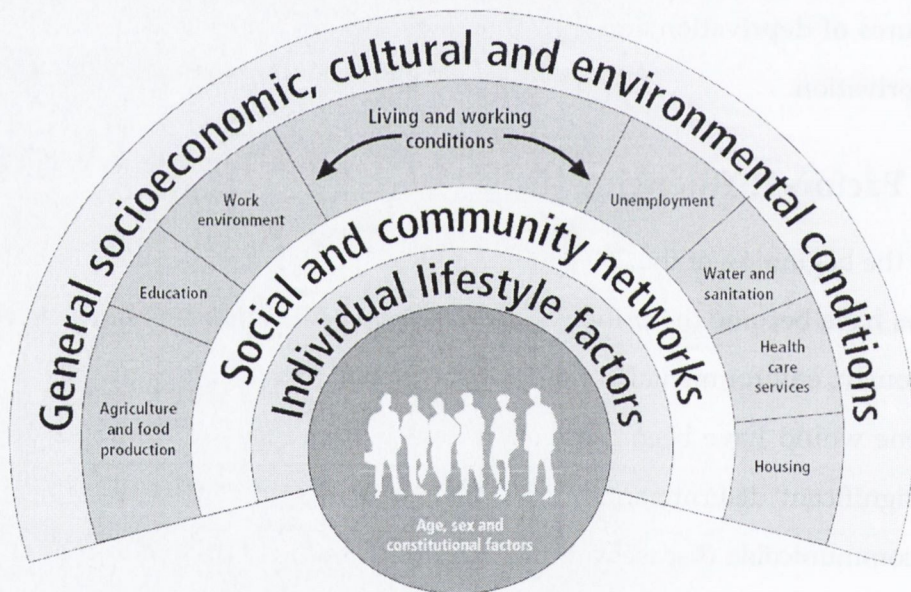 General socioeconomic, cultural and environmental conditions
Living and working
conditions
Work
environment
Unemployment
Education
Water and
sanitation
Agriculture
and food
production
Health
care
services
Housing
Social and community networks
Individual lifestyle factors
Age, sex and
constitutional factors